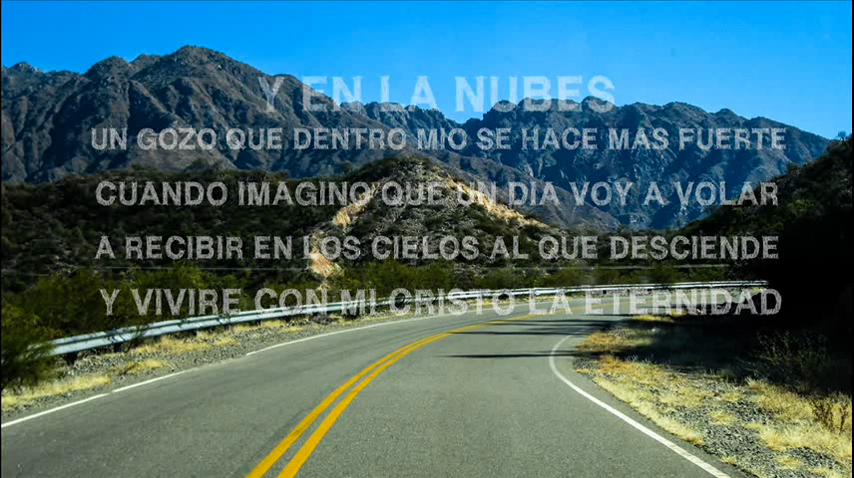 Y EN LA NUBES
UN GOZO QUE DENTRO MIO SE HACE MAS FUERTE
CUANDO IMAGINO QUE UN DIA VOY A VOLAR
A RECIBIR EN LOS CIELOS AL QUE DESCIENDE
Y VIVIRE CON MI CRISTO LA ETERNIDAD